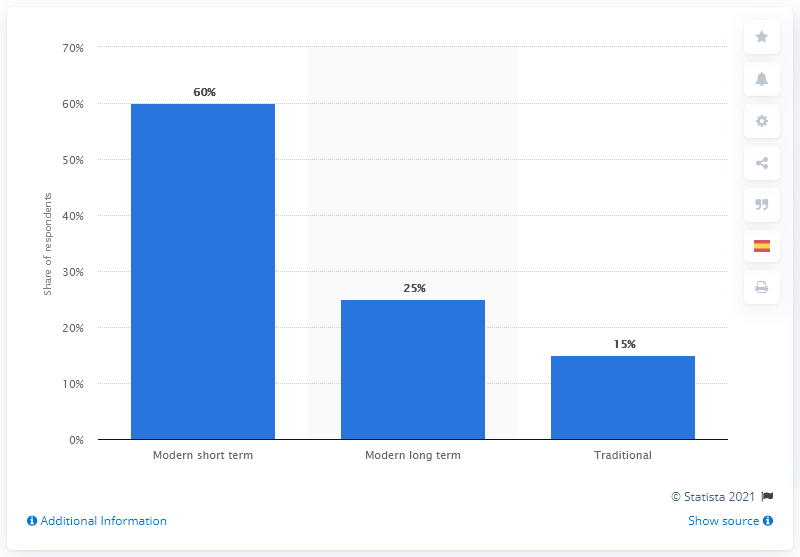 70%
60%
50%
40%
30%
20%
10%
0%
Share of respondents
60%
25%
15%
Modern short term
Modern long term
Traditional
© Statista 2021
Additional Information
Show source